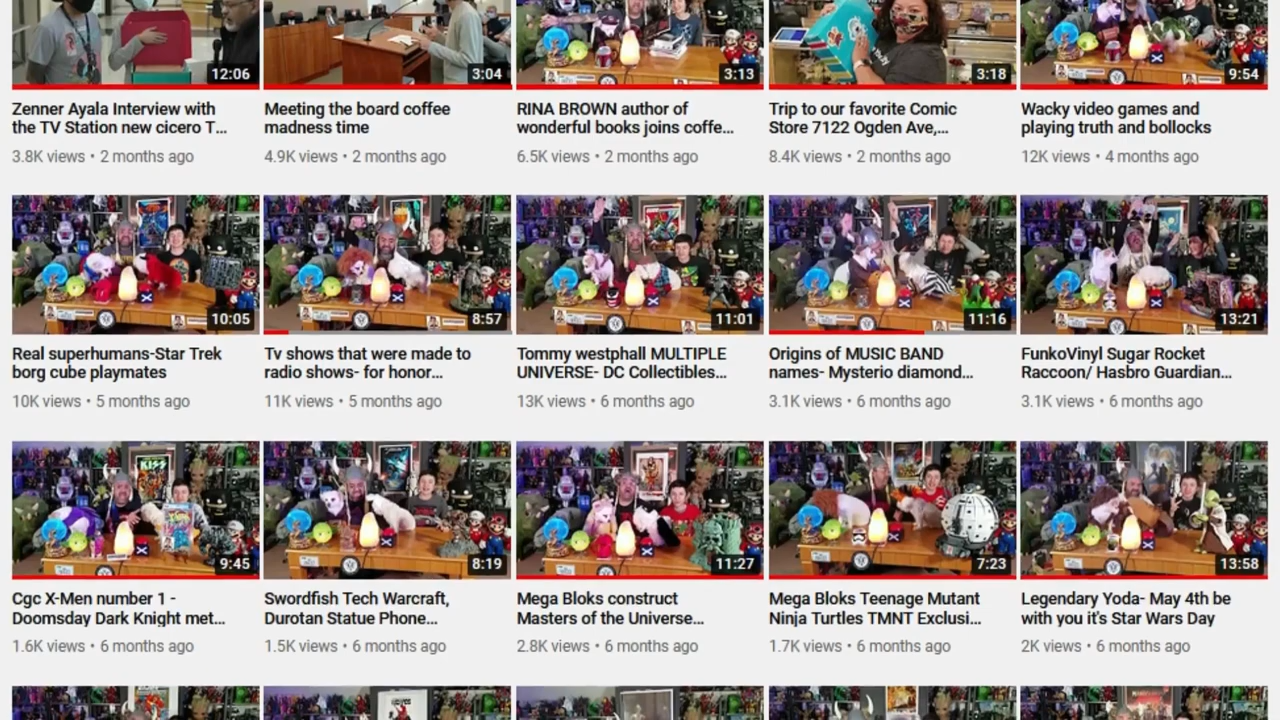 12:06
3:04
3:13
3:18
9:54
Zenner Ayala Interview with
the TV Station new cicero T...
3.8K views • 2 months ago
Meeting the board coffee
madness time
4.9K views • 2 months ago
RINA BROWN author of
wonderful books joins coffe...
6.5K views • 2 months ago
Trip to our favorite Comic
Store 7122 Ogden Ave,...
8.4K views • 2 months ago
Wacky video games and
playing truth and bollocks
12K views • 4 months ago
10:05
8:57
11:01
11:16
13:21
Real superhumans-Star Trek
borg cube playmates
10K views • 5 months ago
Tv shows that were made to
radio shows- for honor...
11K views • 5 months ago
Tommy westphall MULTIPLE
UNIVERSE- DC Collectibles...
13K views • 6 months ago
Origins of MUSIC BAND
names- Mysterio diamond...
3.1K views • 6 months ago
FunkoVinyl Sugar Rocket
Raccoon/ Hasbro Guardian...
3.1K views • 6 months ago
KISS
9:45
8:19
11:27
7:23
13:58
Cgc X-Men number 1 -
Doomsday Dark Knight met...
1.6K views • 6 months ago
Swordfish Tech Warcraft,
Durotan Statue Phone...
1.5K views • 6 months ago
Mega Bloks construct
Masters of the Universe...
2.8K views • 6 months ago
Mega Bloks Teenage Mutant
Ninja Turtles TMNT Exclusi...
1.7K views • 6 months ago
Legendary Yoda- May 4th be
with you it's Star Wars Day
2K views • 6 months ago